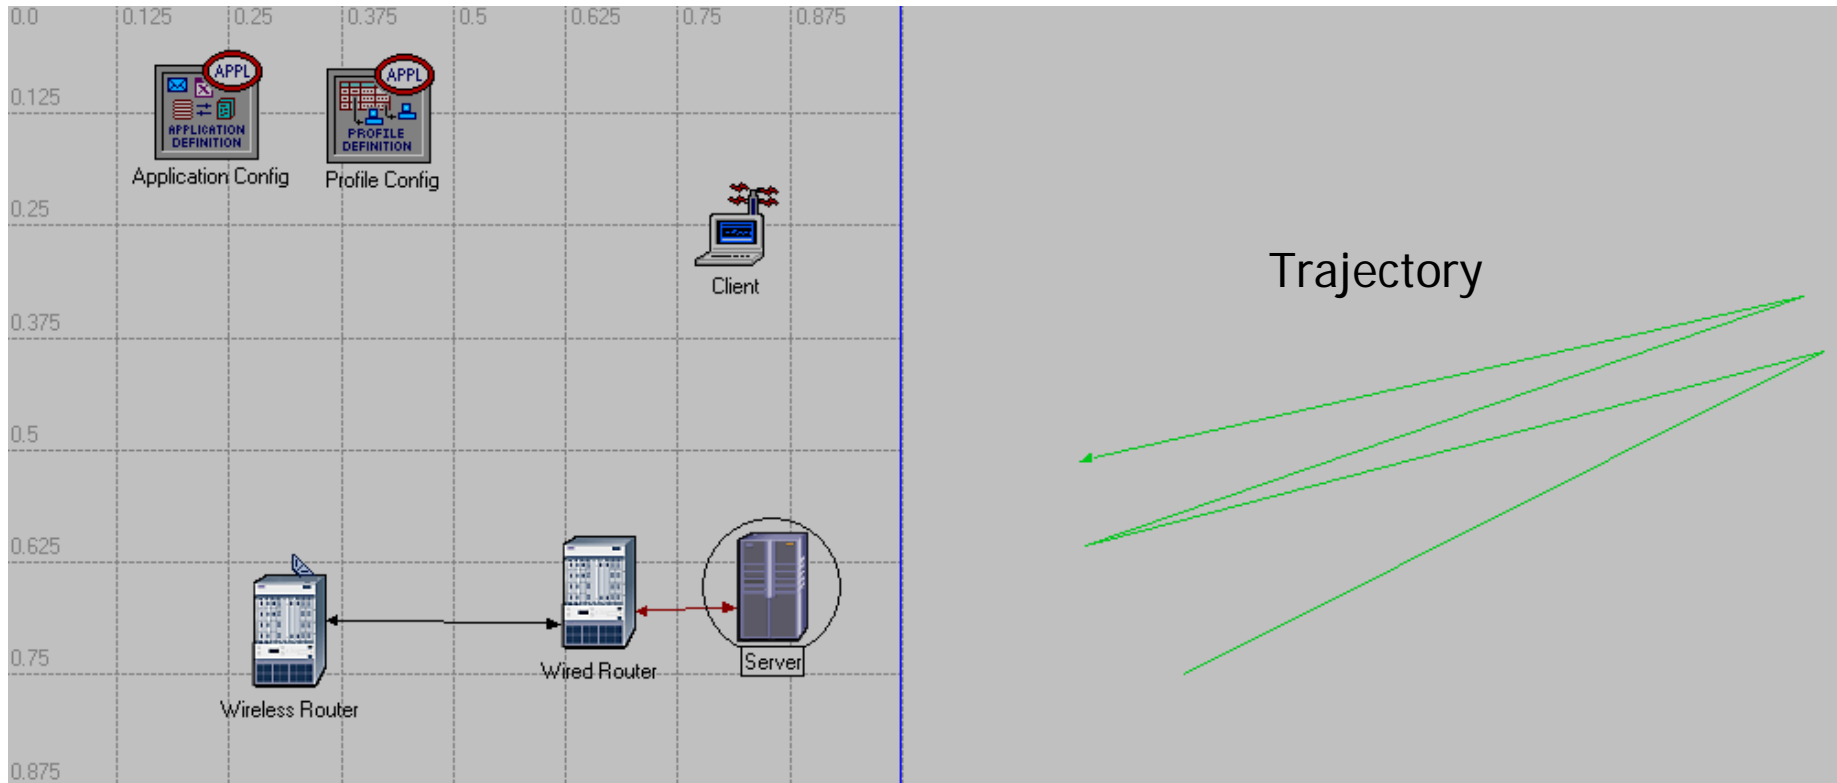 0.0 0.125 0.25 0.375 0.5 0.625 0.75 0.875
APPL
APPL
0.125
APPLICATION
DEFINITION
PROFILE
DEFINITION
Application Config
Profile Config
0.25
Trajectory
Client
0.375
0.5
0.625
0.75
Server
Wired Router
Wireless Router
0.875